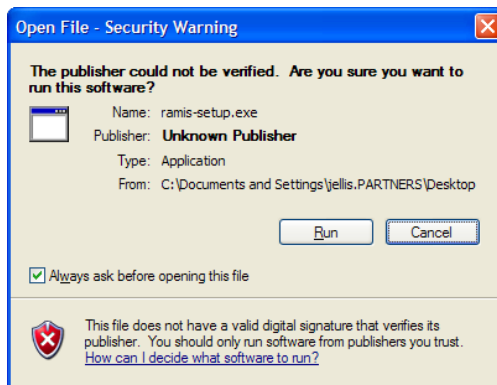 Open File - Security Warning
The publisher could not be verified.  Are you sure you want to
run this software?
Name: ramis-setup.exe
Publisher: Unknown Publisher
Type: Application
From: C:\Documents and Settings\jellis.PARTNERS\Desktop
Run Cancel
Always ask before opening this file
This file does not have a valid digital signature that verifies its
publisher.  You should only run software from publishers you trust.
How can I decide what software to run?